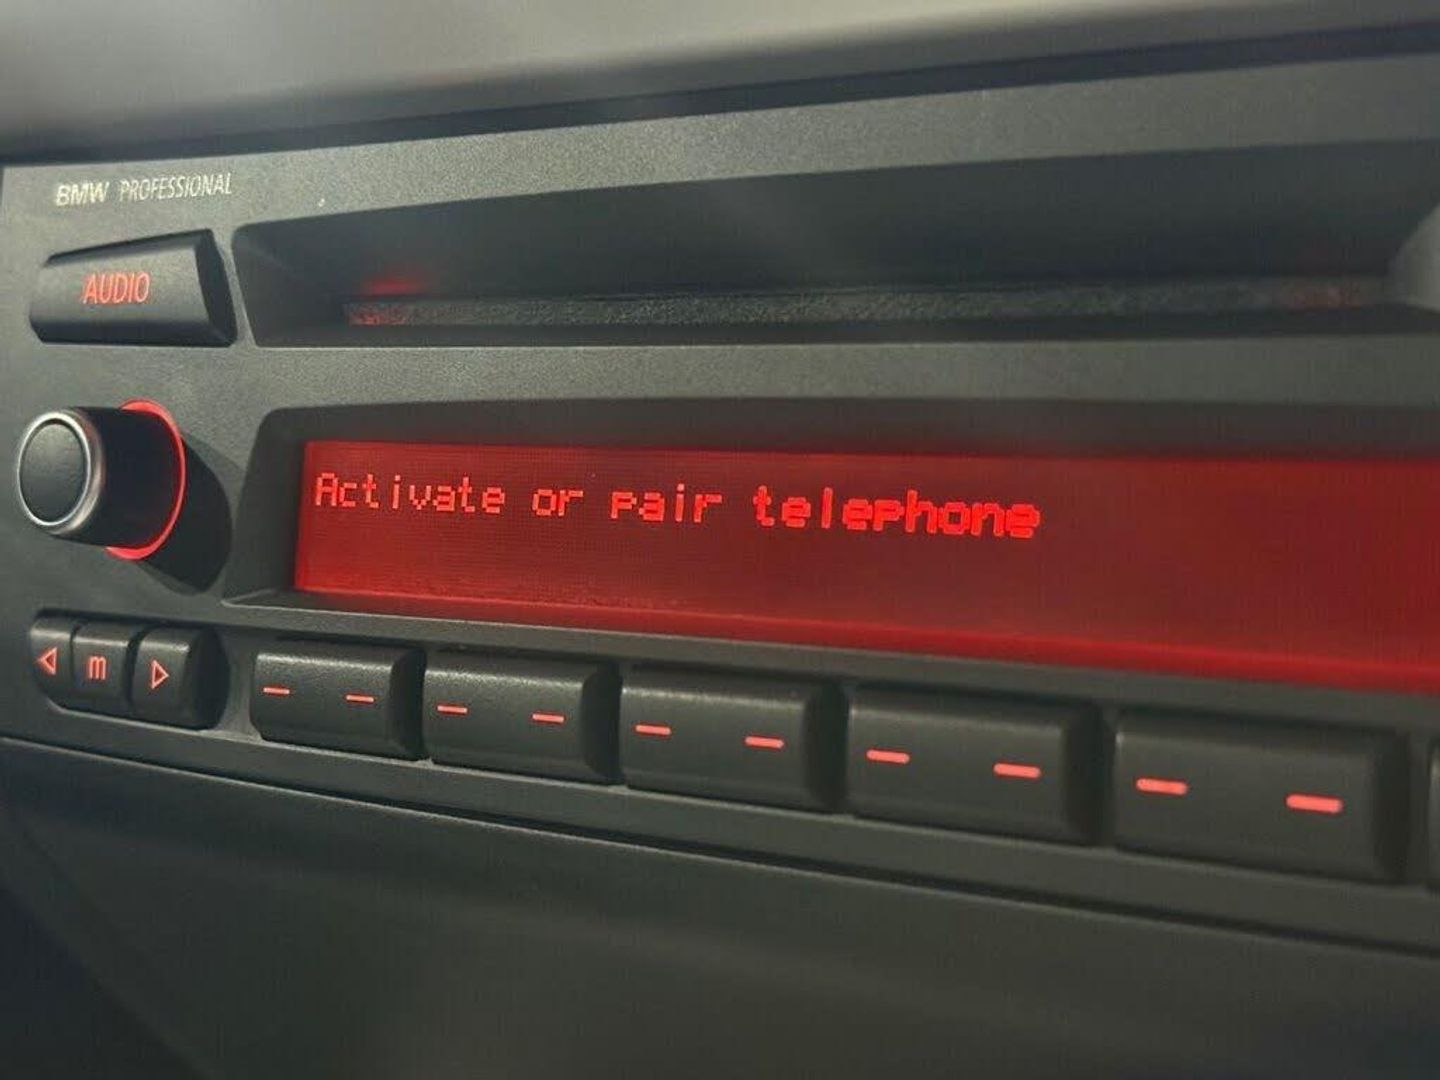 BMW PROFESSIONAL
AUDIO
Activate or pair telephone
m